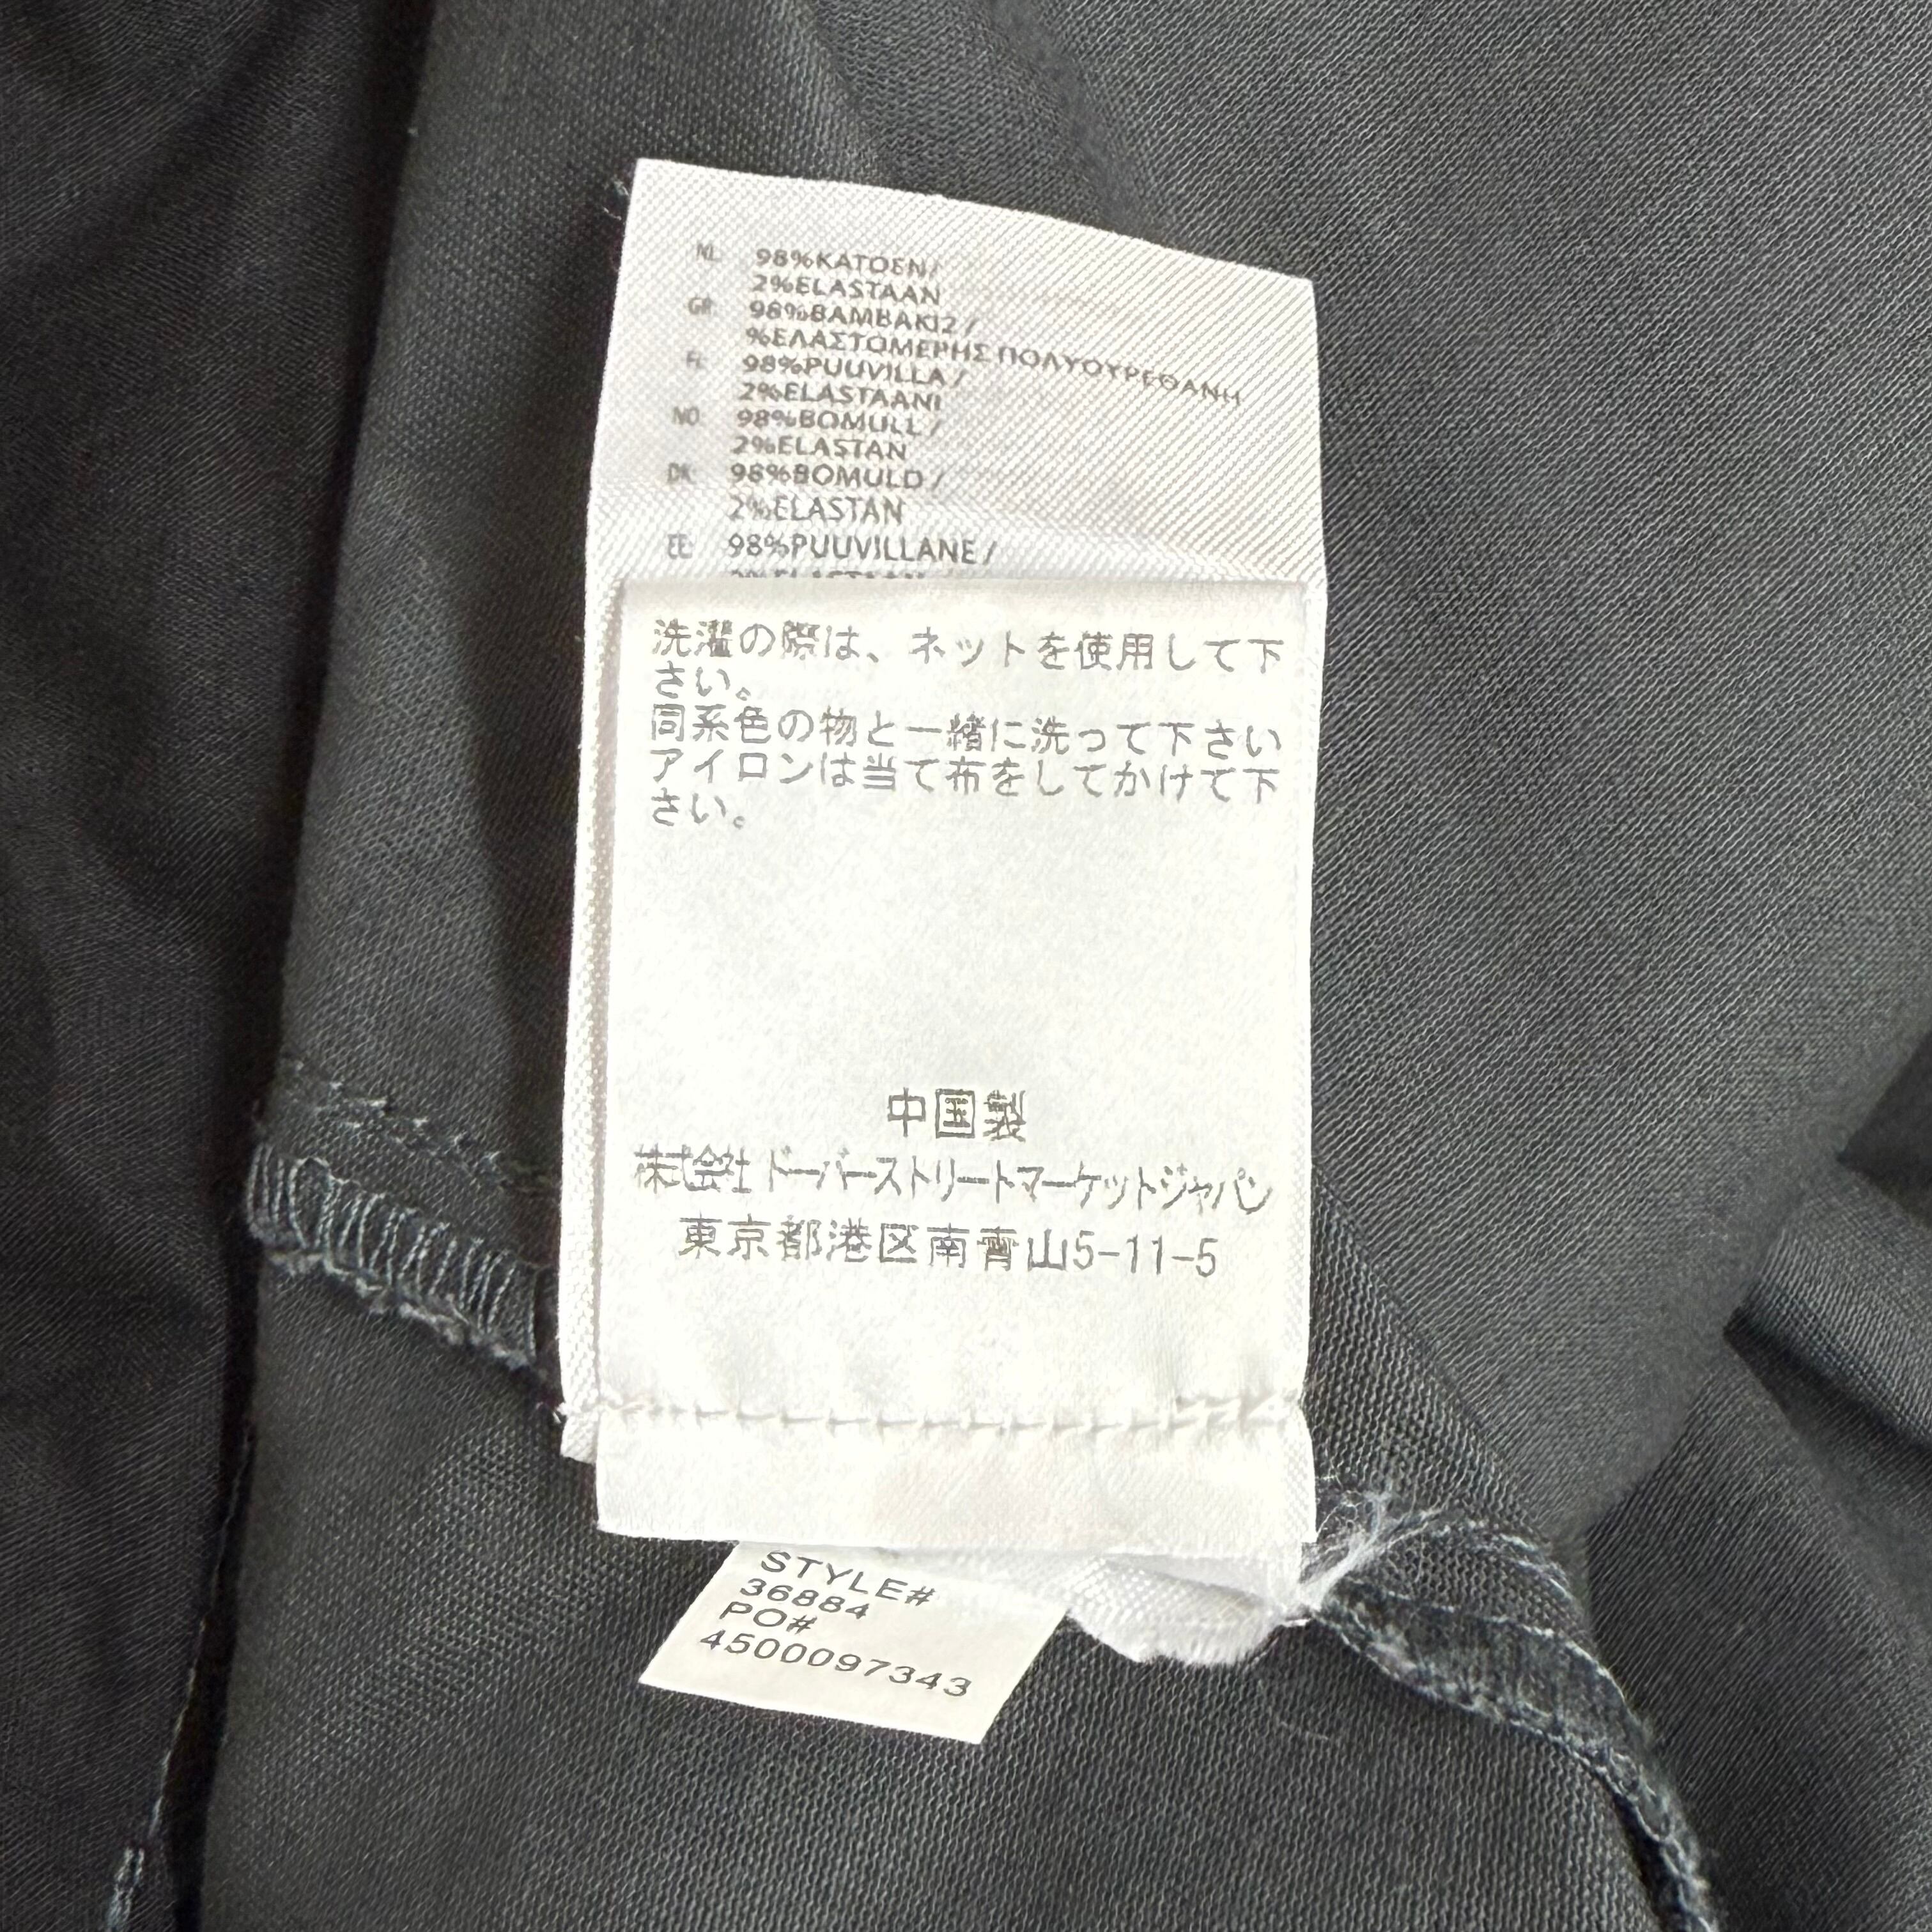 NL: 98%KATOEN/
2%ELASTAAN
GR: 98%BAMBAKI2 /
%ΕΛΑΣΤΟΜΕΡΗΣ ΠΟΛΥΟΥΡΕΘΑΝΗ
FI: 98%PUUVILLA /
2%ELASTAANI
NO: 98%BOMULL /
2%ELASTAN
DK: 98%BOMULD /
2%ELASTAN
EE: 98%PUUVILLANE /
洗濯の際は、ネットを使用して下
さい。
同系色の物と一緒に洗って下さい
アイロンは当て布をしてかけて下
さい。
中国製
株式会社 ドーバーストリートマーケットジャパン
東京都港区南青山5-11-5
STYLE#
36884
PO#
4500097343